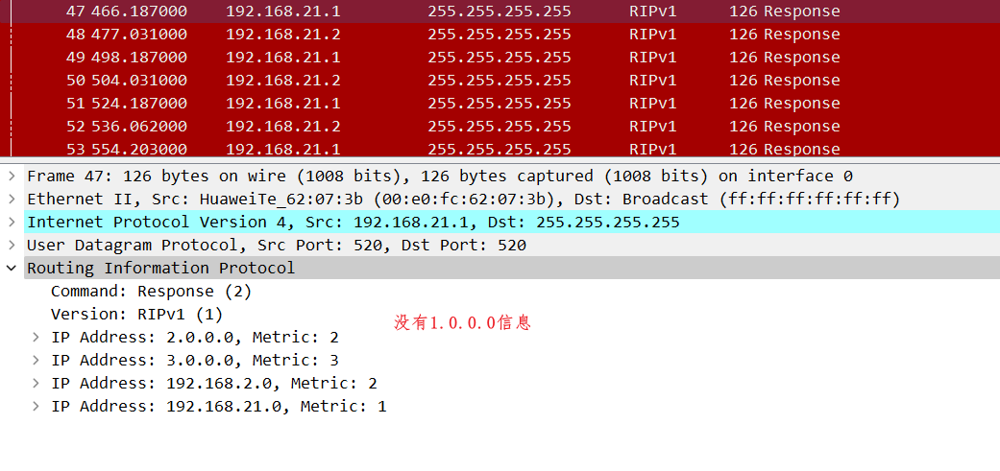 47 466.187000 192.168.21.1 255.255.255.255 RIPv1 126 Response
48 477.031000 192.168.21.2 255.255.255.255 RIPv1 126 Response
49 498.187000 192.168.21.1 255.255.255.255 RIPv1 126 Response
50 504.031000 192.168.21.2 255.255.255.255 RIPv1 126 Response
51 524.187000 192.168.21.1 255.255.255.255 RIPv1 126 Response
52 536.062000 192.168.21.2 255.255.255.255 RIPv1 126 Response
53 554.203000 192.168.21.1 255.255.255.255 RIPv1 126 Response
Frame 47: 126 bytes on wire (1008 bits), 126 bytes captured (1008 bits) on interface 0
Ethernet II, Src: HuaweiTe_62:07:3b (00:e0:fc:62:07:3b), Dst: Broadcast (ff:ff:ff:ff:ff:ff)
Internet Protocol Version 4, Src: 192.168.21.1, Dst: 255.255.255.255
User Datagram Protocol, Src Port: 520, Dst Port: 520
Routing Information Protocol
Command: Response (2)
Version: RIPv1 (1)
没有1.0.0.0信息
IP Address: 2.0.0.0, Metric: 2
IP Address: 3.0.0.0, Metric: 3
IP Address: 192.168.2.0, Metric: 2
IP Address: 192.168.21.0, Metric: 1